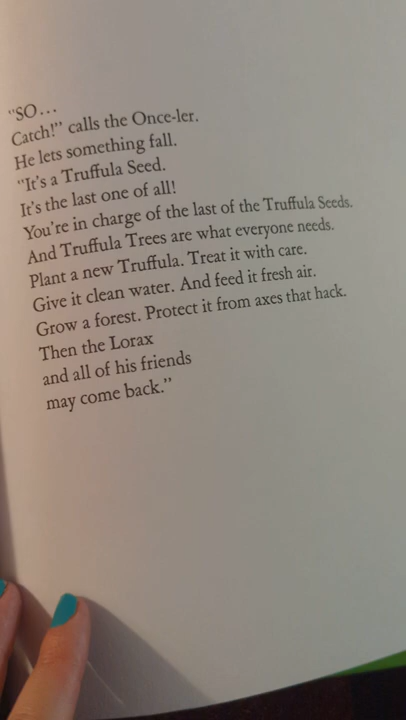 “SO...
Catch!” calls the Once-ler.
He lets something fall.
“It’s a Truffula Seed.
It’s the last one of all!
You’re in charge of the last of the Truffula Seeds.
And Truffula Trees are what everyone needs.
Plant a new Truffula. Treat it with care.
Give it clean water. And feed it fresh air.
Grow a forest. Protect it from axes that hack.
Then the Lorax
and all of his friends
may come back.”